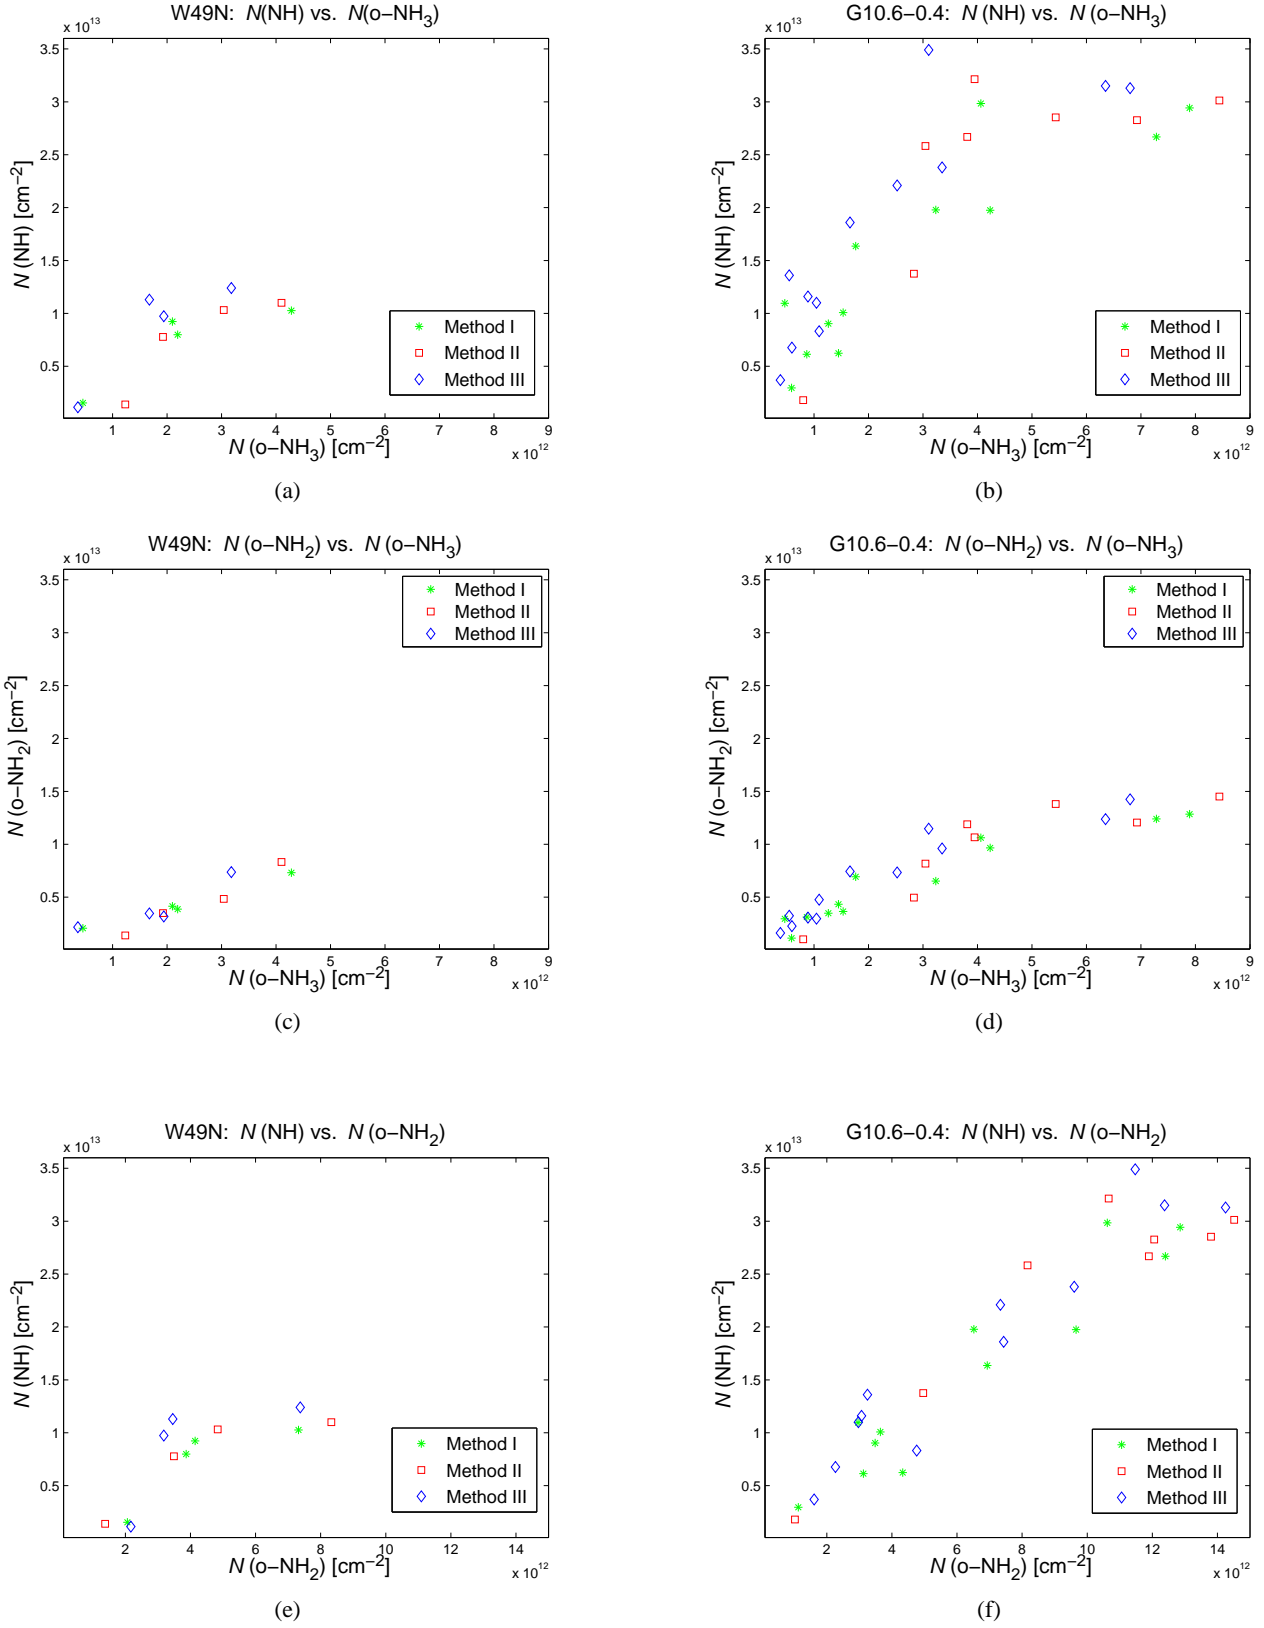 W49N: N(NH) vs. N(o−NH3)
x 10^13
3.5
3
2.5
2
1.5
1
0.5
N (NH) [cm−2]
Method I
Method II
Method III
1 2 3 4 5 6 7 8 9
N (o−NH3) [cm−2]
x 10^12
(a)
G10.6−0.4: N (NH) vs. N (o−NH3)
x 10^13
3.5
3
2.5
2
1.5
1
0.5
N (NH) [cm−2]
Method I
Method II
Method III
1 2 3 4 5 6 7 8 9
N (o−NH3) [cm−2]
x 10^12
(b)
W49N: N (o−NH2) vs. N (o−NH3)
x 10^13
3.5
3
2.5
2
1.5
1
0.5
N (o−NH2) [cm−2]
Method I
Method II
Method III
1 2 3 4 5 6 7 8 9
N (o−NH3) [cm−2]
x 10^12
(c)
G10.6−0.4: N (o−NH2) vs. N (o−NH3)
x 10^13
3.5
3
2.5
2
1.5
1
0.5
N (o−NH2) [cm−2]
Method I
Method II
Method III
1 2 3 4 5 6 7 8 9
N (o−NH3) [cm−2]
x 10^12
(d)
W49N: N (NH) vs. N (o−NH2)
x 10^13
3.5
3
2.5
2
1.5
1
0.5
N (NH) [cm−2]
Method I
Method II
Method III
2 4 6 8 10 12 14
N (o−NH2) [cm−2]
x 10^12
(e)
G10.6−0.4: N (NH) vs. N (o−NH2)
x 10^13
3.5
3
2.5
2
1.5
1
0.5
N (NH) [cm−2]
Method I
Method II
Method III
2 4 6 8 10 12 14
N (o−NH2) [cm−2]
x 10^12
(f)